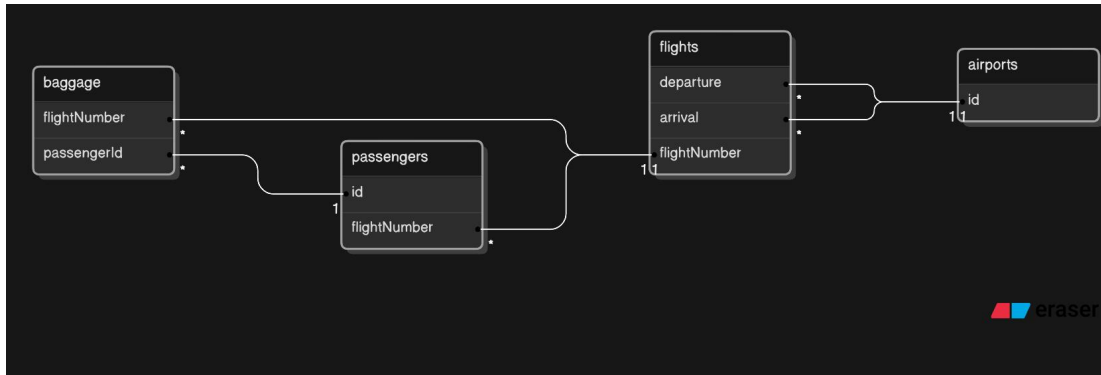 baggage
flightNumber
*
passengerId
*
passengers
id
1
flightNumber
*
flights
departure
*
arrival
*
flightNumber
1 1
airports
id
1 1
eraser